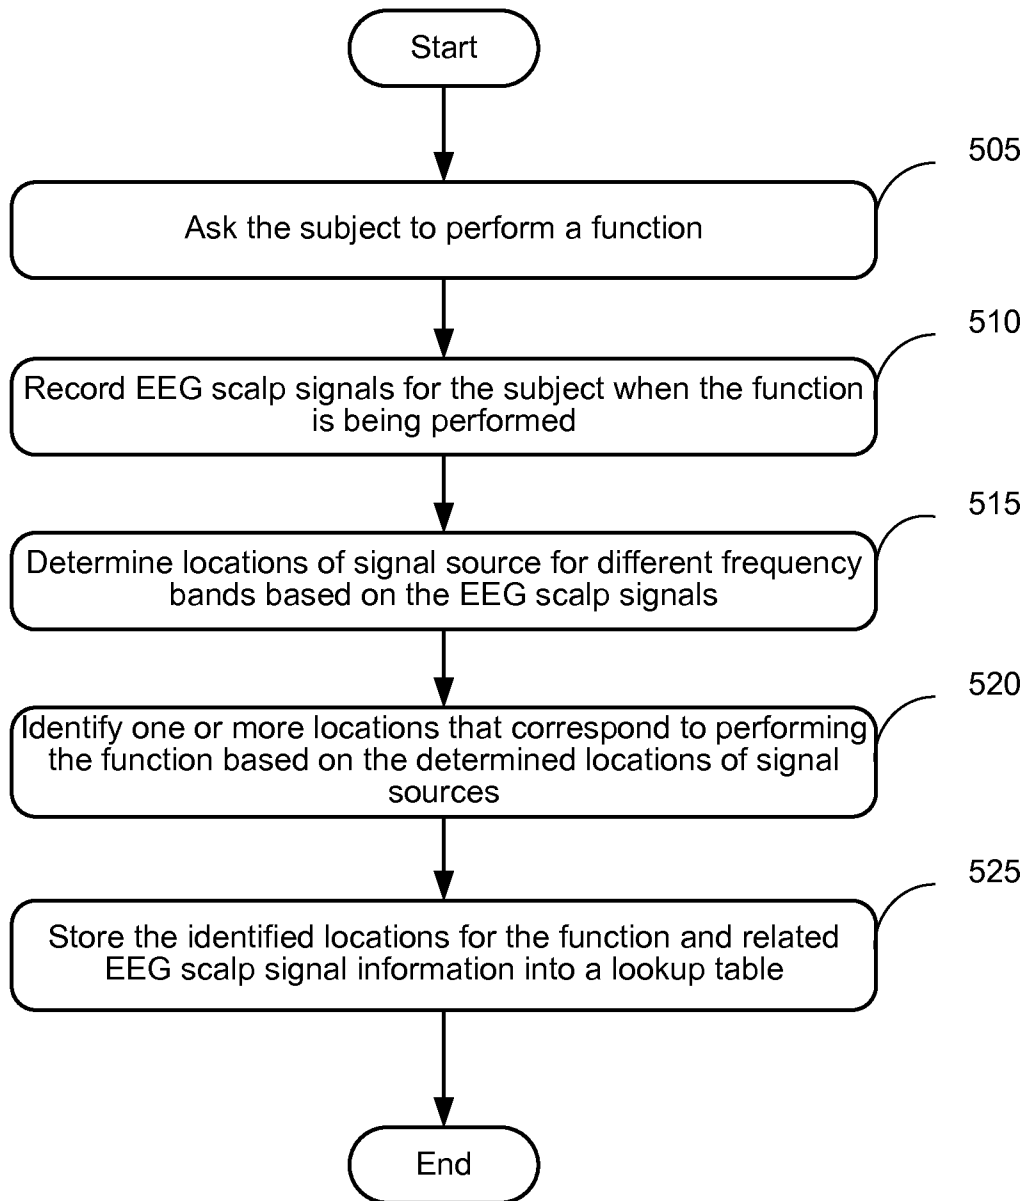 Start
505
Ask the subject to perform a function
510
Record EEG scalp signals for the subject when the function
is being performed
515
Determine locations of signal source for different frequency
bands based on the EEG scalp signals
520
Identify one or more locations that correspond to performing
the function based on the determined locations of signal
sources
525
Store the identified locations for the function and related
EEG scalp signal information into a lookup table
End